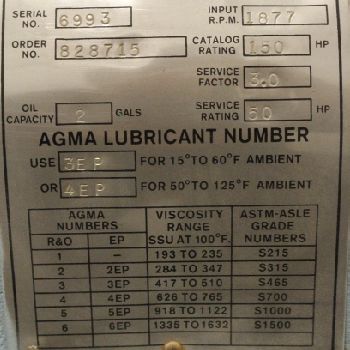 SERIAL NO. 6993 INPUT R.P.M. 1877
ORDER NO. 828715 CATALOG RATING 150 HP
SERVICE FACTOR 3.0
OIL CAPACITY 2 GALS SERVICE RATING 50 HP
AGMA LUBRICANT NUMBER
USE 3EP FOR 15°TO 60°F AMBIENT
OR 4EP FOR 50°TO 125°F AMBIENT
AGMA NUMBERS VISCOSITY RANGE SSU AT 100°F. ASTM-ASLE GRADE NUMBERS
R&O EP
1 – 193 TO 235 S215
2 2EP 284 TO 347 S315
3 3EP 417 TO 510 S465
4 4EP 626 TO 765 S700
5 5EP 918 TO 1122 S1000
6 6EP 1335 TO 1632 S1500